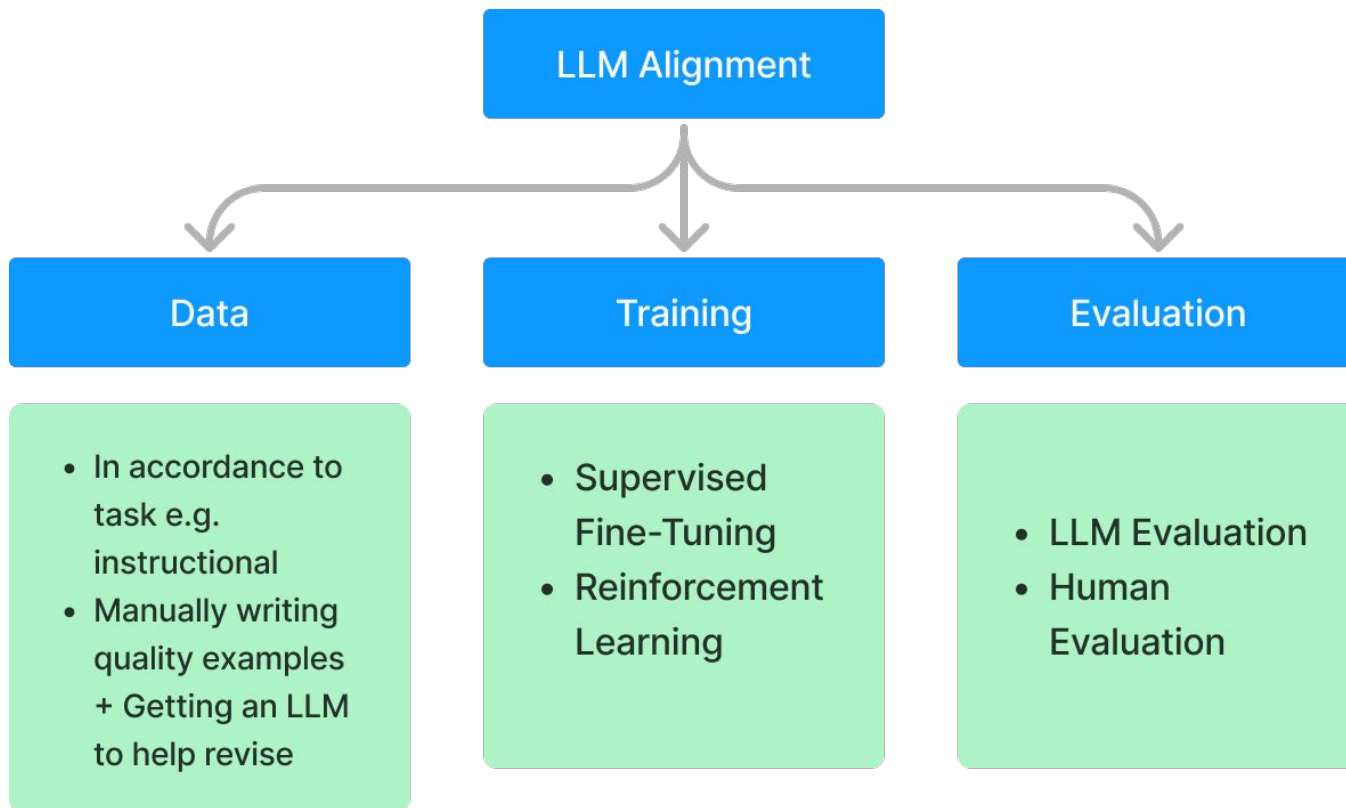 LLM Alignment
Data
Training
Evaluation
• In accordance to
task e.g.
instructional
• Manually writing
quality examples
+ Getting an LLM
to help revise
• Supervised
Fine-Tuning
• Reinforcement
Learning
• LLM Evaluation
• Human
Evaluation